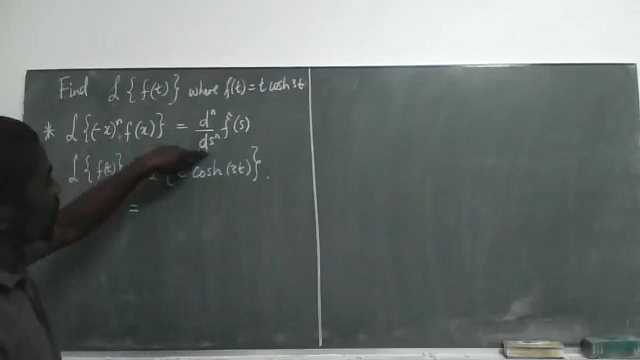 Find ℒ{f(t)} where f(t) = t cosh 3t
* ℒ{(-x)ⁿ. f(x)} = dⁿ/dsⁿ f̂(s)
ℒ{f(t)} cosh(3t)}.
=